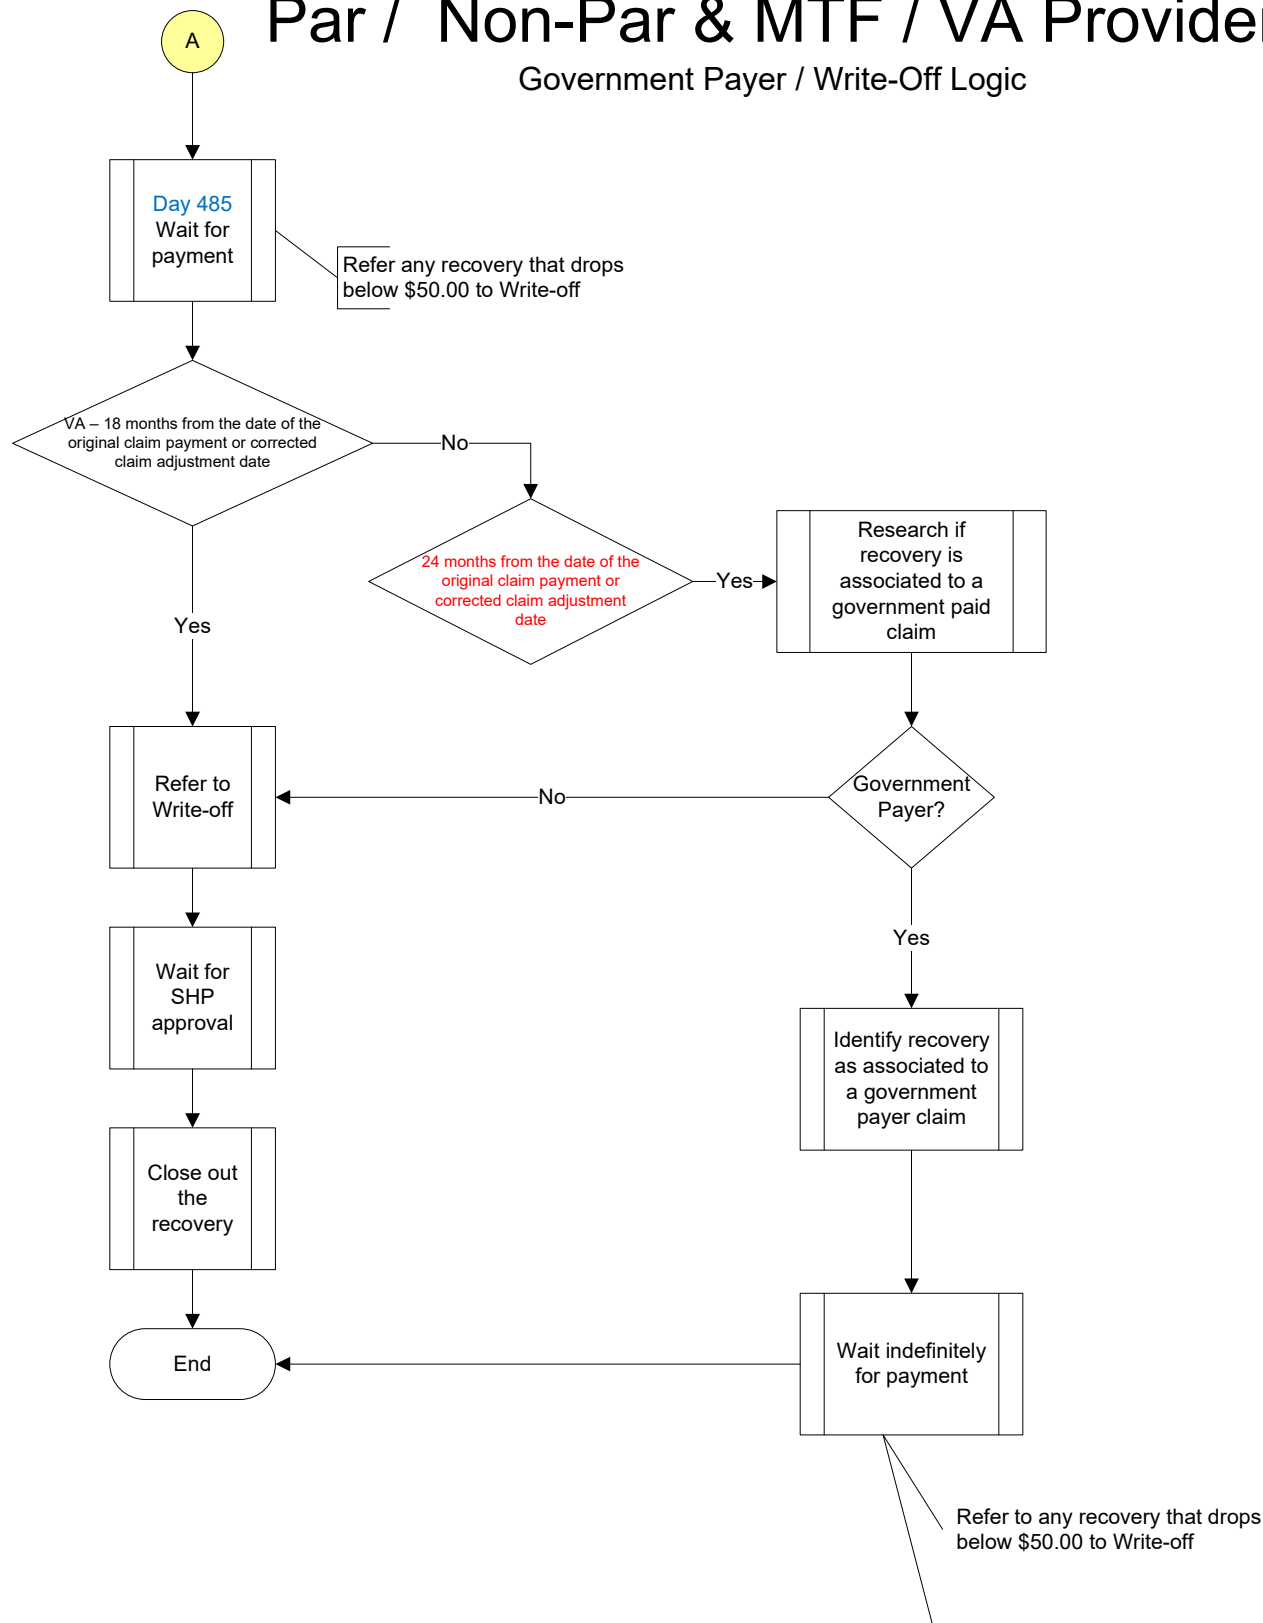 Par / Non-Par & MTF / VA Provider
A
Government Payer / Write-Off Logic
Day 485
Wait for
payment
Refer any recovery that drops
below $50.00 to Write-off
VA – 18 months from the date of the
original claim payment or corrected
claim adjustment date
No
24 months from the date of the
original claim payment or
corrected claim adjustment
date
Yes
Research if
recovery is
associated to a
government paid
claim
Yes
Refer to
Write-off
No
Government
Payer?
Yes
Wait for
SHP
approval
Identify recovery
as associated to
a government
payer claim
Close out
the
recovery
End
Wait indefinitely
for payment
Refer to any recovery that drops
below $50.00 to Write-off